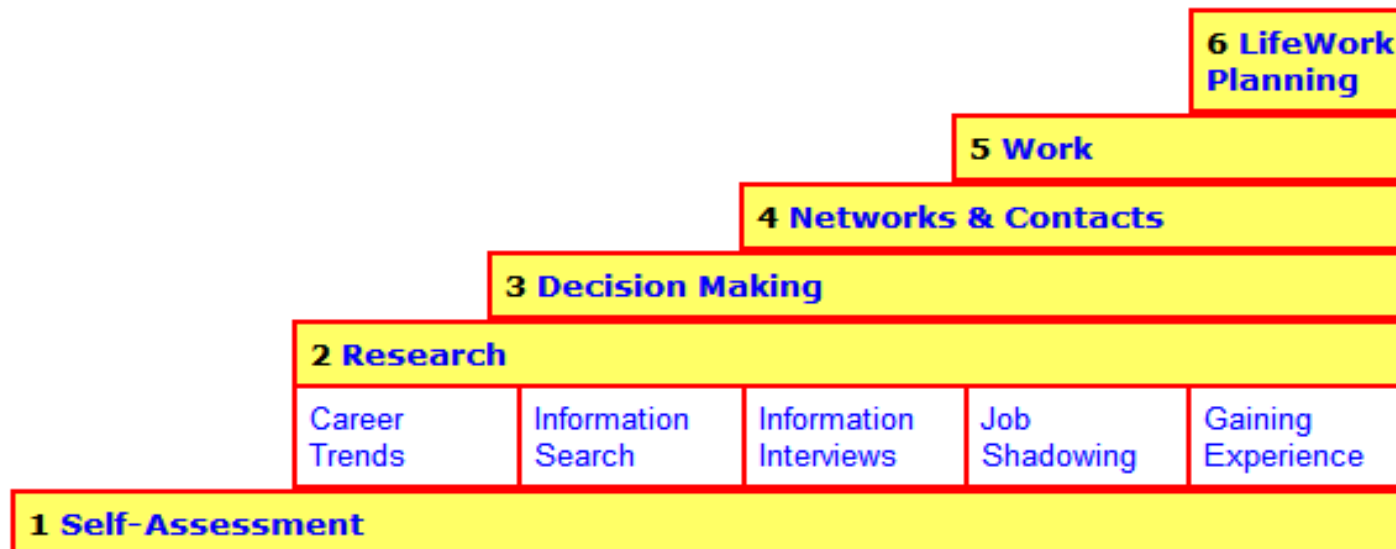 6 LifeWork
Planning
5 Work
4 Networks & Contacts
3 Decision Making
2 Research
Career
Trends
Information
Search
Information
Interviews
Job
Shadowing
Gaining
Experience
1 Self-Assessment